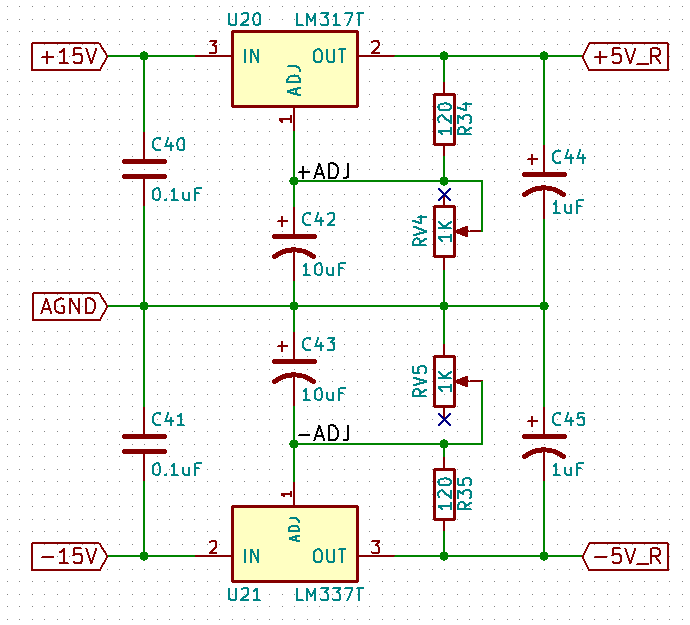 U20 LM317T
+15V 3 IN OUT 2 +5V_R
ADJ
1
120 R34
C40
0.1uF
+ADJ
+ C44
1uF
+ C42
10uF
RV4 1K
AGND
+ C43
10uF
RV5 1K
C41
0.1uF
-ADJ
+ C45
1uF
120 R35
1
ADJ
-15V 2 IN OUT 3 -5V_R
U21 LM337T